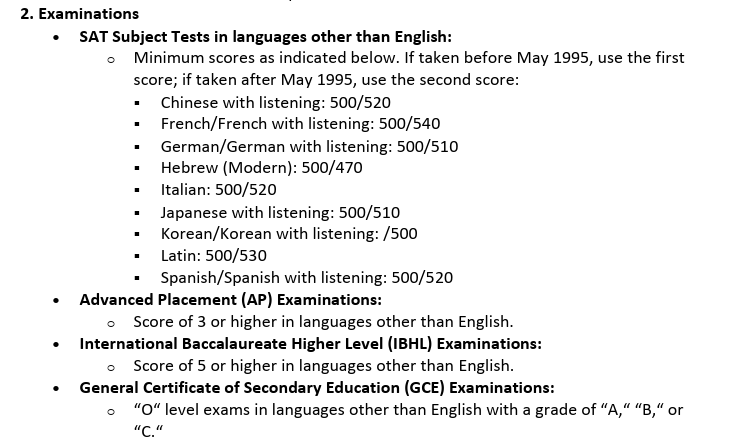 2. Examinations
• SAT Subject Tests in languages other than English:
o Minimum scores as indicated below. If taken before May 1995, use the first
score; if taken after May 1995, use the second score:
▪ Chinese with listening: 500/520
▪ French/French with listening: 500/540
▪ German/German with listening: 500/510
▪ Hebrew (Modern): 500/470
▪ Italian: 500/520
▪ Japanese with listening: 500/510
▪ Korean/Korean with listening: /500
▪ Latin: 500/530
▪ Spanish/Spanish with listening: 500/520
• Advanced Placement (AP) Examinations:
o Score of 3 or higher in languages other than English.
• International Baccalaureate Higher Level (IBHL) Examinations:
o Score of 5 or higher in languages other than English.
• General Certificate of Secondary Education (GCE) Examinations:
o “O“ level exams in languages other than English with a grade of “A,“ “B,“ or
“C.“